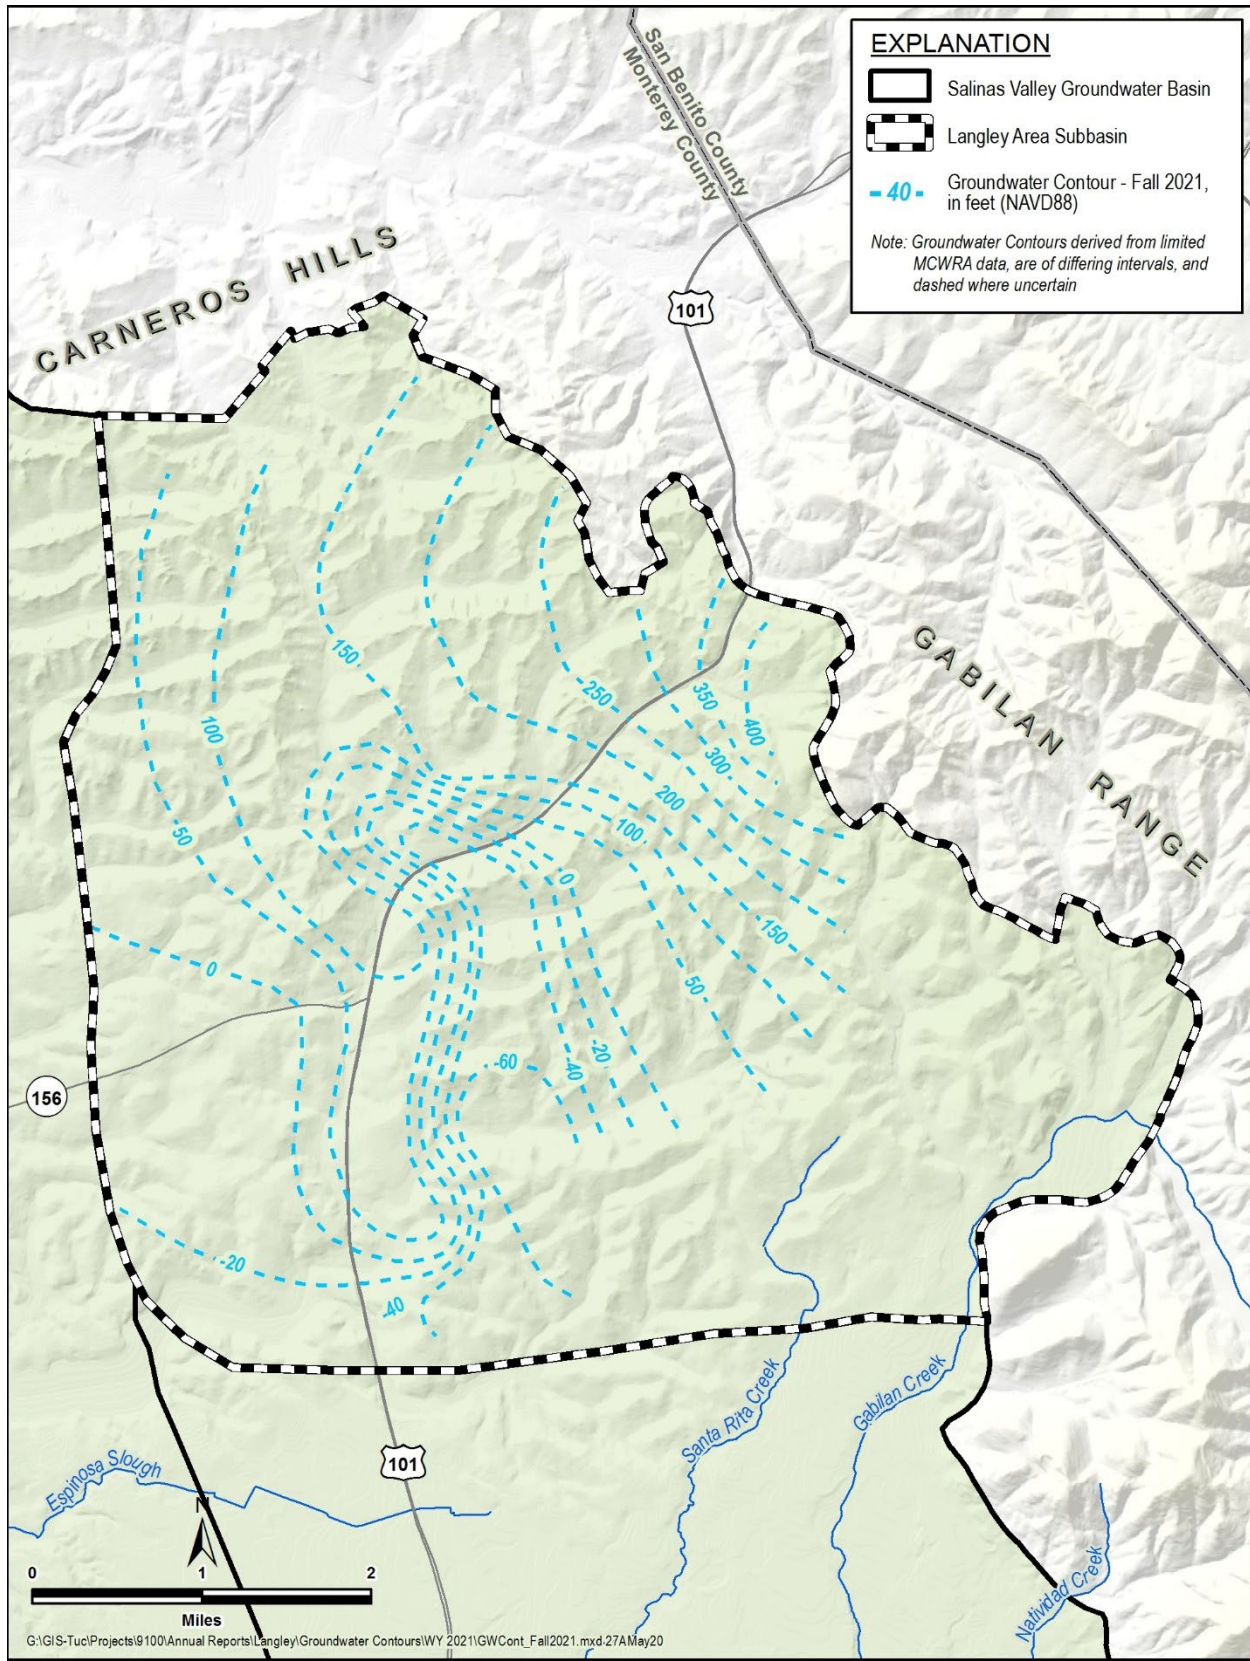 EXPLANATION
Salinas Valley Groundwater Basin
Langley Area Subbasin
-40-
Groundwater Contour - Fall 2021,
in feet (NAVD88)
Note: Groundwater Contours derived from limited
MCWRA data, are of differing intervals, and
dashed where uncertain
San Benito County
Monterey County
CARNEROS HILLS
101
GABILAN RANGE
150
250
350
400
100
300
200
50
100
0
150
0
50
-20
-60
-40
156
-20
-40
Santa Rita Creek
Gabilan Creek
101
Espinosa Slough
N
Natividad Creek
0
1
2
Miles
G:\GIS-Tuc\Projects\9100\Annual Reports\Langley\Groundwater Contours\WY 2021\GWCont_Fall2021.mxd-27AMay20